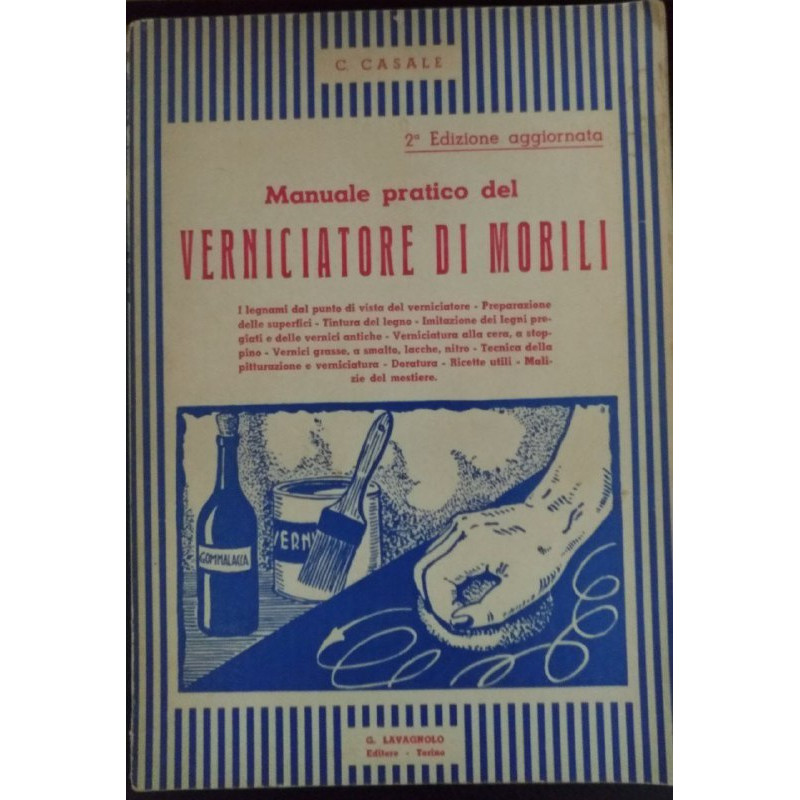 C. CASALE
2ª Edizione aggiornata
Manuale pratico del
VERNICIATORE DI MOBILI
I legnami dal punto di vista del verniciatore - Preparazione
delle superfici - Tintura del legno - Imitazione dei legni pre-
giati e delle vernici antiche - Verniciatura alla cera, a stop-
pino - Vernici grasse, a smalto, lacche, nitro - Tecnica della
pitturazione e verniciatura - Doratura - Ricette utili - Mali-
zie del mestiere.
GOMMALACCA
VERN
G. LAVAGNOLO
Editore - Torino